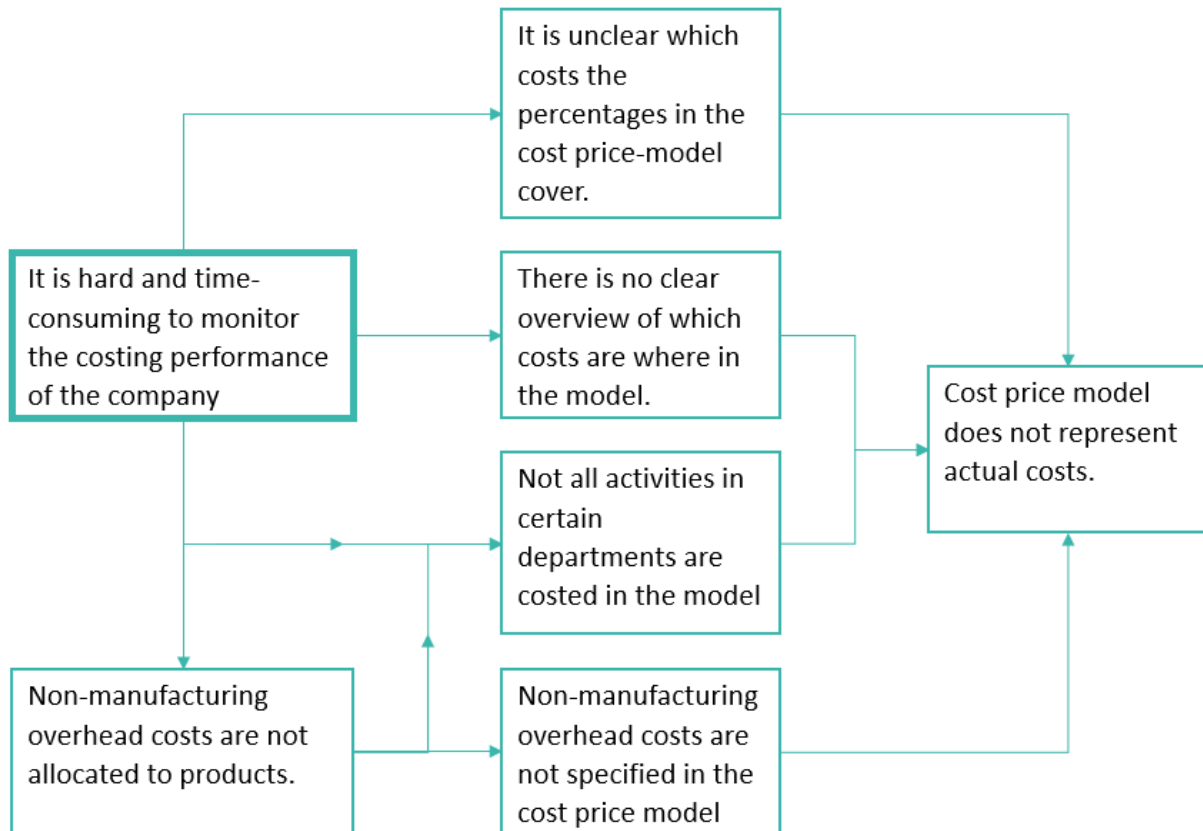 It is unclear which
costs the
percentages in the
cost price-model
cover.
It is hard and time-
consuming to monitor
the costing performance
of the company
There is no clear
overview of which
costs are where in
the model.
Cost price model
does not represent
actual costs.
Not all activities in
certain
departments are
costed in the model
Non-manufacturing
overhead costs are not
allocated to products.
Non-manufacturing
overhead costs are
not specified in the
cost price model